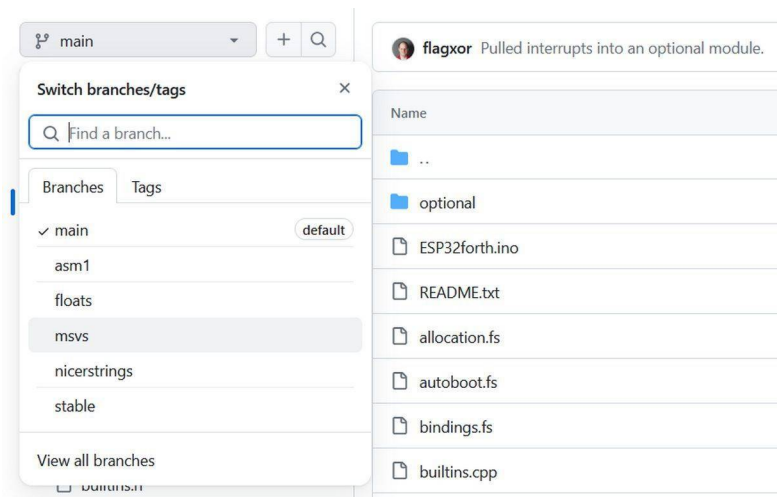 main
Switch branches/tags
Find a branch...
Branches Tags
main default
asm1
floats
msvs
nicerstrings
stable
View all branches
builtins.h
flagxor Pulled interrupts into an optional module.
Name
..
optional
ESP32forth.ino
README.txt
allocation.fs
autoboot.fs
bindings.fs
builtins.cpp